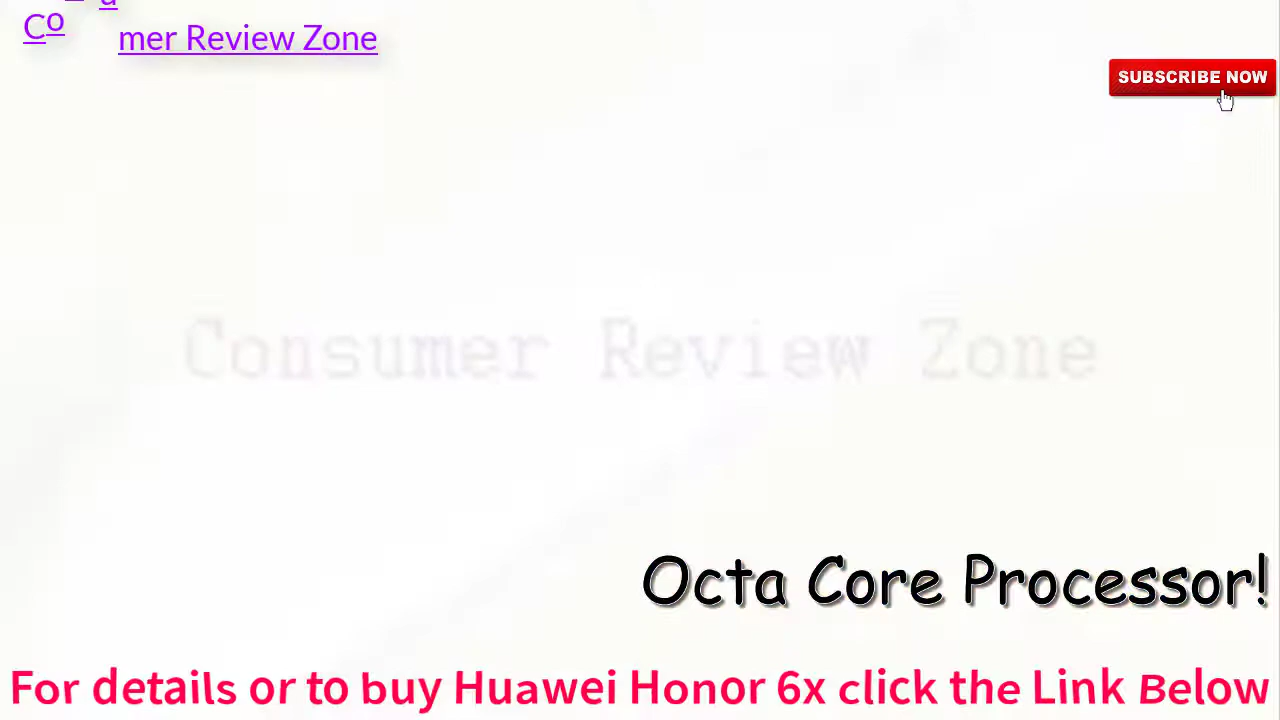 Co u
mer Review Zone
SUBSCRIBE NOW
Consumer Review Zone
Octa Core Processor!
For details or to buy Huawei Honor 6x click the Link Below